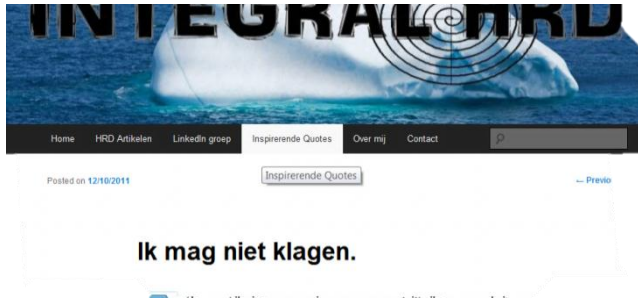 INTEGRAL HRD
Home HRD Artikelen LinkedIn groep Inspirerende Quotes Over mij Contact
Inspirerende Quotes
Posted on 12/10/2011 ← Previo
Ik mag niet klagen.